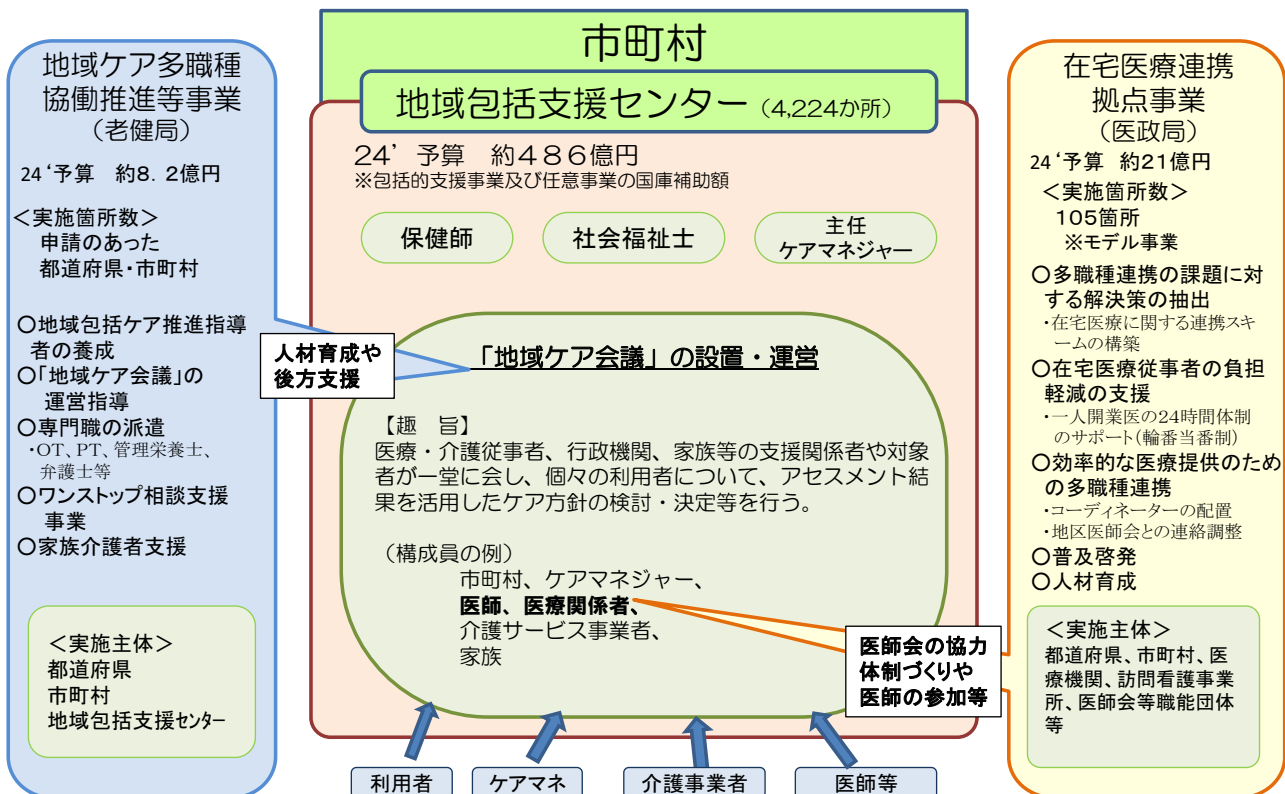 市町村
地域包括支援センター（4,224か所）
24’予算　約４８６億円
※包括的支援事業及び任意事業の国庫補助額
保健師
社会福祉士
主任
ケアマネジャー
「地域ケア会議」の設置・運営
【趣　旨】
医療・介護従事者、行政機関、家族等の支援関係者や対象
者が一堂に会し、個々の利用者について、アセスメント結
果を活用したケア方針の検討・決定等を行う。
（構成員の例）
市町村、ケアマネジャー、
医師、医療関係者、
介護サービス事業者、
家族
利用者
ケアマネ
介護事業者
医師等
地域ケア多職種
協働推進等事業
（老健局）
24‘予算　約8．2億円
＜実施箇所数＞
申請のあった
都道府県・市町村
○地域包括ケア推進指導
者の養成
○「地域ケア会議」の
運営指導
○専門職の派遣
・OT、PT、管理栄養士、
弁護士等
○ワンストップ相談支援
事業
○家族介護者支援
＜実施主体＞
都道府県
市町村
地域包括支援センター
人材育成や
後方支援
在宅医療連携
拠点事業
（医政局）
24‘予算　約21億円
＜実施箇所数＞
105箇所
※モデル事業
○多職種連携の課題に対
する解決策の抽出
・在宅医療に関する連携スキ
ームの構築
○在宅医療従事者の負担
軽減の支援
・一人開業医の24時間体制
のサポート（輪番当番制）
○効率的な医療提供のため
の多職種連携
・コーディネーターの配置
・地区医師会との連絡調整
○普及啓発
○人材育成
＜実施主体＞
都道府県、市町村、医
療機関、訪問看護事業
所、医師会等職能団体
等
医師会の協力
体制づくりや
医師の参加等